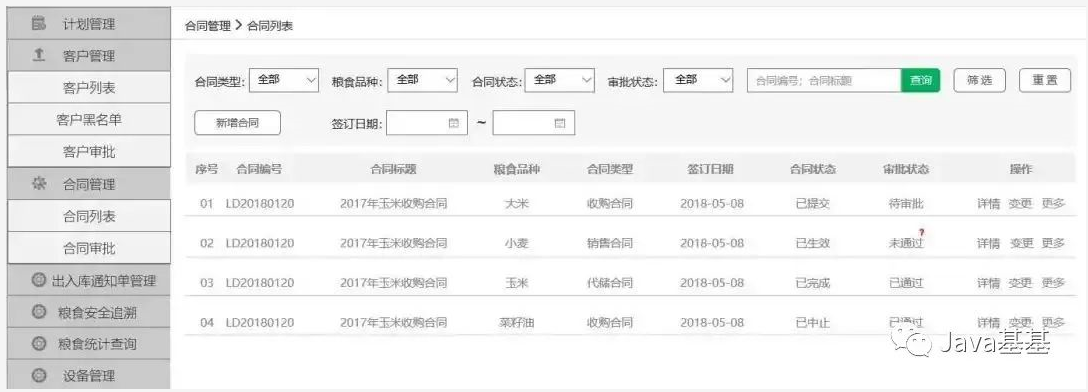 计划管理
客户管理
客户列表
客户黑名单
客户审批
合同管理
合同列表
合同审批
出入库通知单管理
粮食安全追溯
粮食统计查询
设备管理
合同管理 > 合同列表
合同类型: 全部 粮食品种: 全部 合同状态: 全部 审批状态: 全部 合同编号; 合同标题 查询 筛选 重置
新增合同 签订日期: ~
序号 合同编号 合同标题 粮食品种 合同类型 签订日期 合同状态 审批状态 操作
01 LD20180120 2017年玉米收购合同 大米 收购合同 2018-05-08 已提交 待审批 详情 变更 更多
02 LD20180120 2017年玉米收购合同 小麦 销售合同 2018-05-08 已生效 未通过 ? 详情 变更 更多
03 LD20180120 2017年玉米收购合同 玉米 代储合同 2018-05-08 已完成 已通过 详情 变更 更多
04 LD20180120 2017年玉米收购合同 菜籽油 收购合同 2018-05-08 已中止 已通过 详情 变更 更多
Java基基